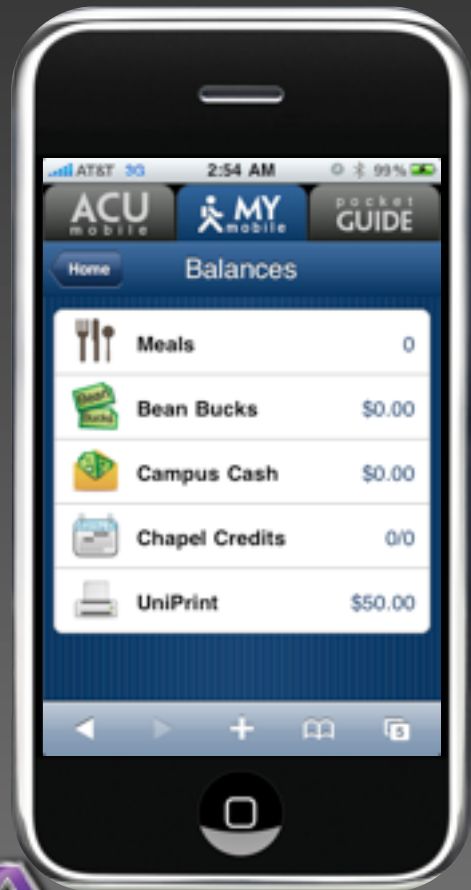 AT&T 3G 2:54 AM 99%
ACU mobile MY mobile pocket GUIDE
Home Balances
Meals 0
Bean Bucks $0.00
Campus Cash $0.00
Chapel Credits 0/0
UniPrint $50.00
5